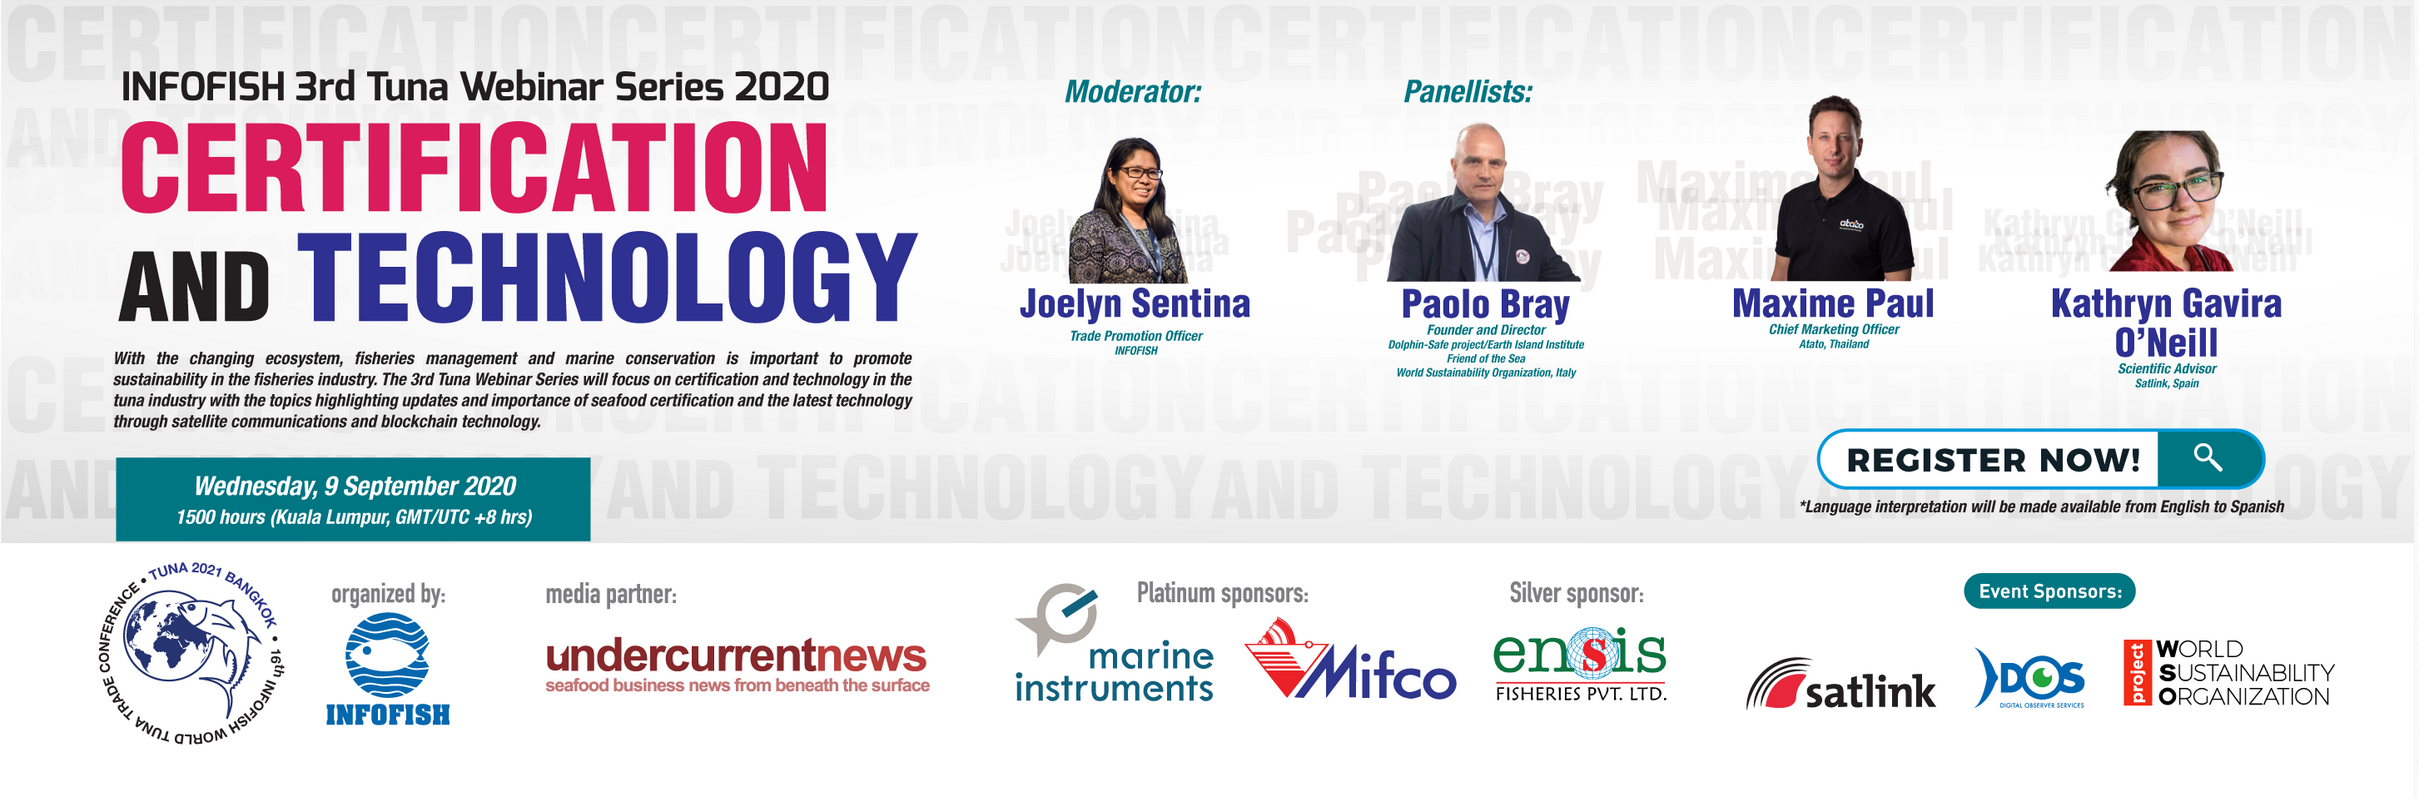 INFOFISH 3rd Tuna Webinar Series 2020
CERTIFICATION
AND TECHNOLOGY
With the changing ecosystem, fisheries management and marine conservation is important to promote
sustainability in the fisheries industry. The 3rd Tuna Webinar Series will focus on certification and technology in the
tuna industry with the topics highlighting updates and importance of seafood certification and the latest technology
through satellite communications and blockchain technology.
Wednesday, 9 September 2020
1500 hours (Kuala Lumpur, GMT/UTC +8 hrs)
Moderator:
Joelyn Sentina
Trade Promotion Officer
INFOFISH
Panellists:
Paolo Bray
Founder and Director
Dolphin-Safe project/Earth Island Institute
Friend of the Sea
World Sustainability Organization, Italy
atato
Maxime Paul
Chief Marketing Officer
Atato, Thailand
Kathryn Gavira
O'Neill
Scientific Advisor
Satlink, Spain
REGISTER NOW!
*Language interpretation will be made available from English to Spanish
• TUNA 2021 BANGKOK • 16th INFOFISH WORLD TUNA TRADE CONFERENCE
organized by:
INFOFISH
media partner:
undercurrentnews
seafood business news from beneath the surface
Platinum sponsors:
marine
instruments
Mifco
Silver sponsor:
ensis
FISHERIES PVT. LTD.
Event Sponsors:
satlink
DOS
DIGITAL OBSERVER SERVICES
project
WORLD
SUSTAINABILITY
ORGANIZATION